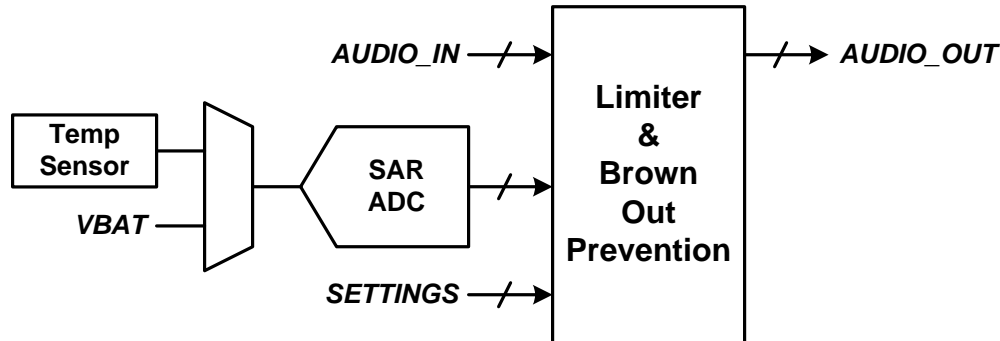 AUDIO_IN
AUDIO_OUT
Temp
Sensor
VBAT
SAR
ADC
SETTINGS
Limiter
&
Brown
Out
Prevention